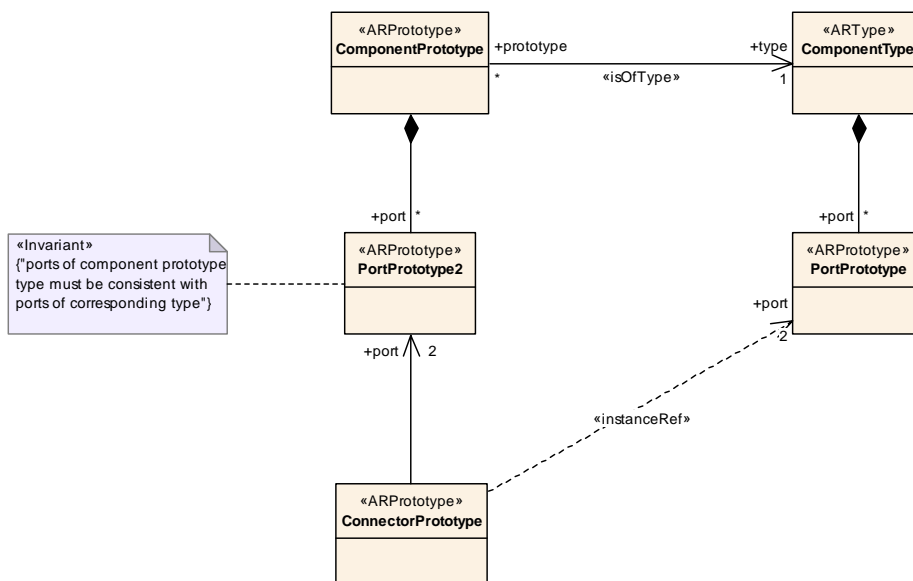 «ARPrototype»
ComponentPrototype
«ARType»
ComponentType
+prototype
+type
*
«isOfType»
1
+port *
+port *
«Invariant»
{"ports of component prototype
type must be consistent with
ports of corresponding type"}
«ARPrototype»
PortPrototype2
«ARPrototype»
PortPrototype
+port
2
+port 2
«instanceRef»
«ARPrototype»
ConnectorPrototype